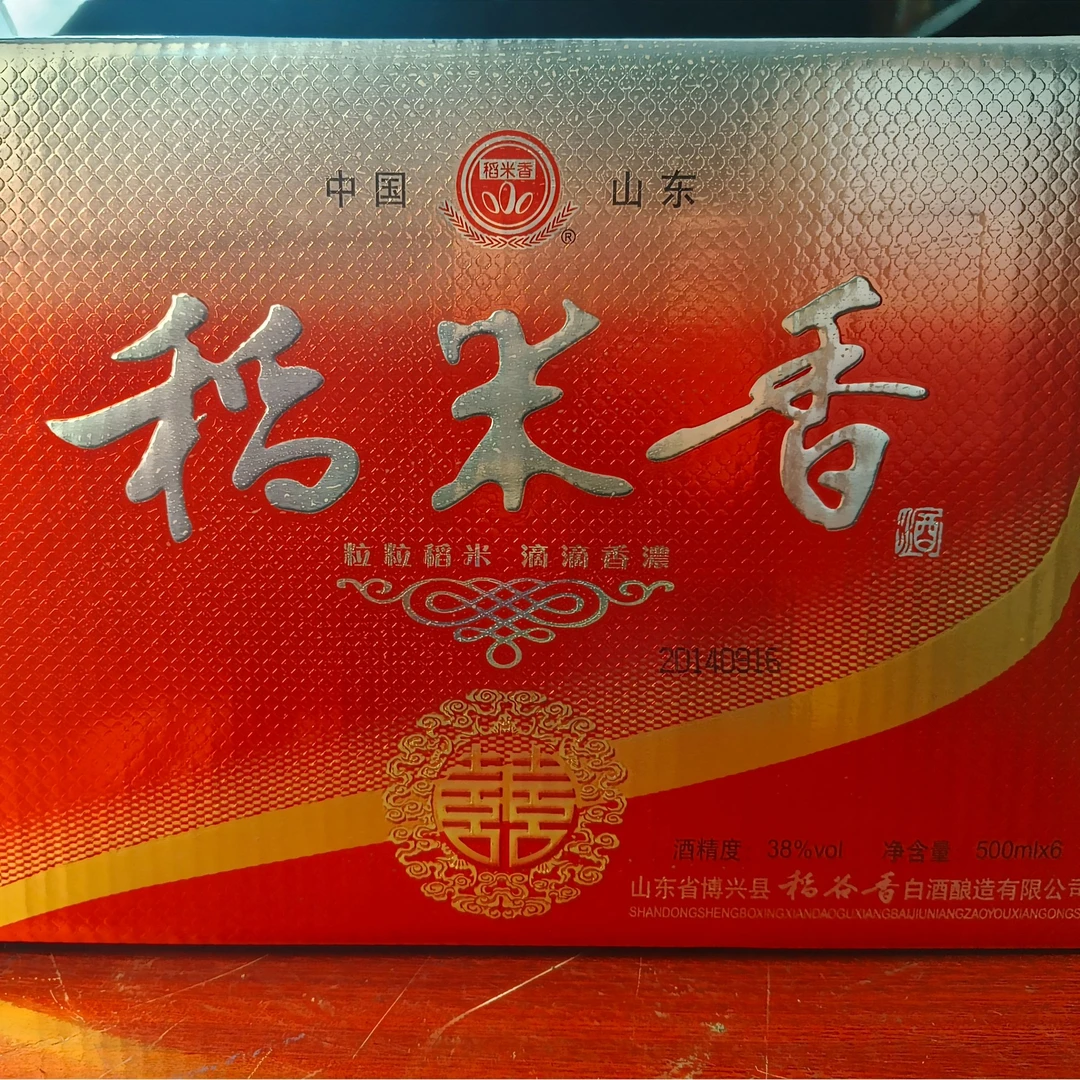 中国 稻米香 ® 山东
稻米香
酒
粒粒稻米 滴滴香濃
20140916
囍
酒精度 38%vol 净含量 500mlx6
山东省博兴县稻谷香白酒酿造有限公司
SHANDONGSHENGBOXINGXIANDAOGUXIANGBAIJIUNIANGZAOYOUXIANGONGS